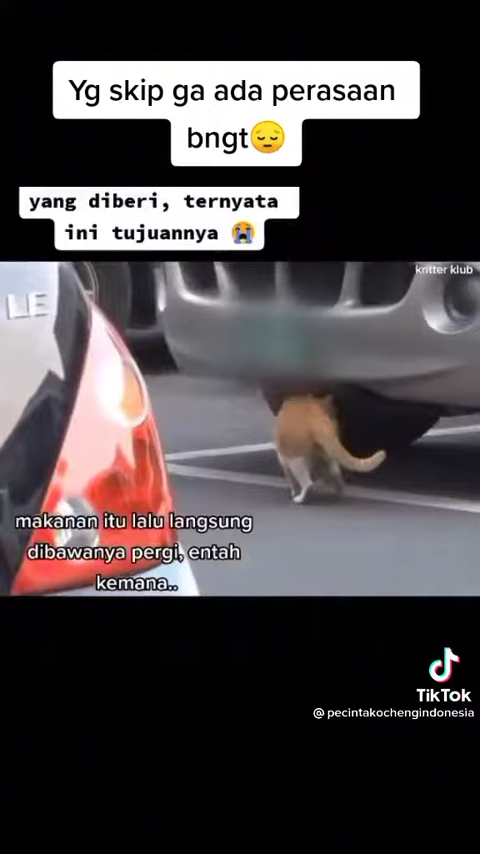 Yg skip ga ada perasaan
bngt😔
yang diberi, ternyata
ini tujuannya 😭
kritter klub
LE
makanan itu lalu langsung
dibawanya pergi, entah
kemana..
TikTok
@pecintakochengindonesia